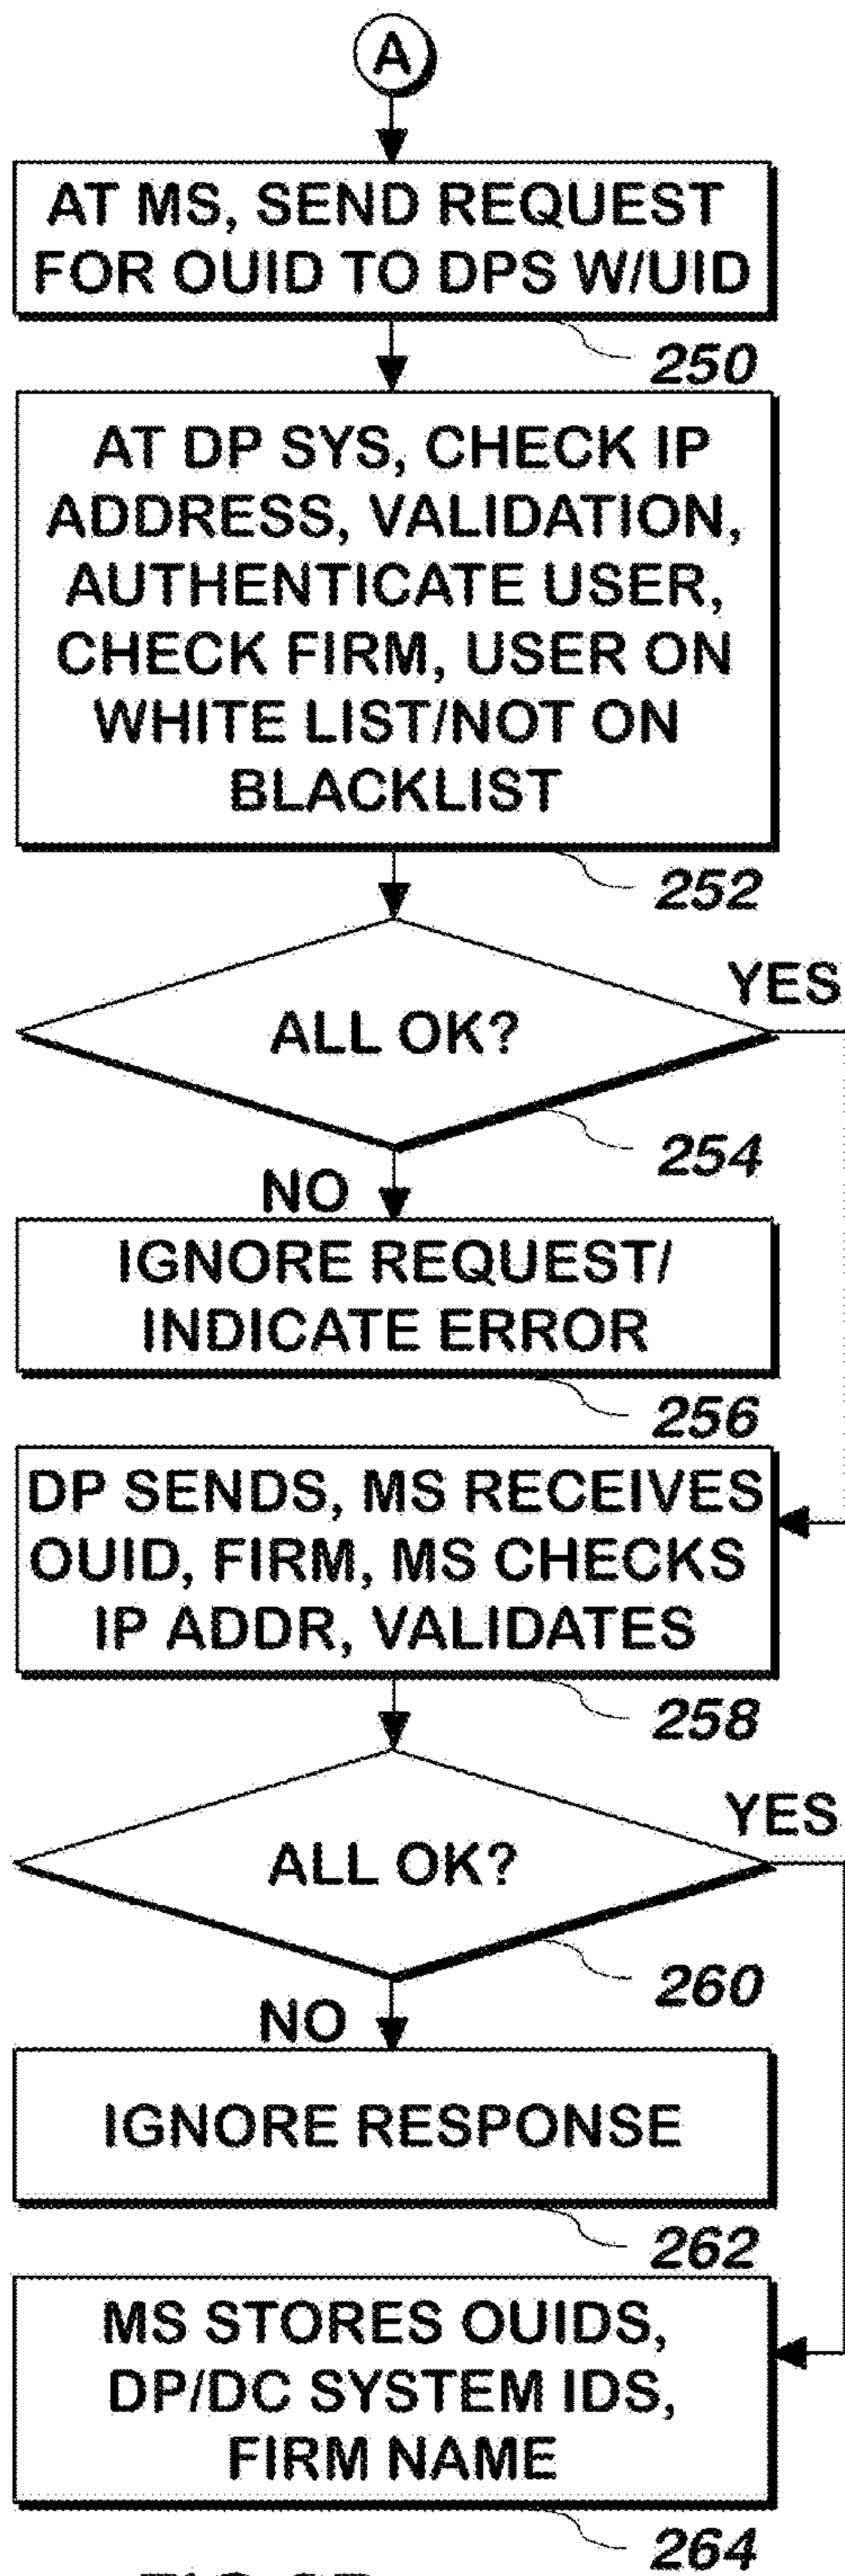 A
AT MS, SEND REQUEST
FOR OUID TO DPS W/UID
250
AT DP SYS, CHECK IP
ADDRESS, VALIDATION,
AUTHENTICATE USER,
CHECK FIRM, USER ON
WHITE LIST/NOT ON
BLACKLIST
252
YES
ALL OK?
254
NO
IGNORE REQUEST/
INDICATE ERROR
256
DP SENDS, MS RECEIVES
OUID, FIRM, MS CHECKS
IP ADDR, VALIDATES
258
YES
ALL OK?
260
NO
IGNORE RESPONSE
262
MS STORES OUIDS,
DP/DC SYSTEM IDS,
FIRM NAME
264